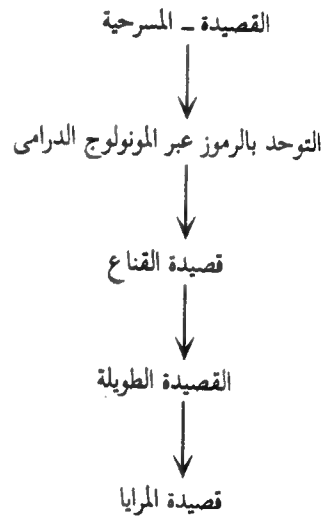 القصيدة ـ المسرحية
التوحد بالرموز عبر المونولوج الدرامى
قصيدة القناع
القصيدة الطويلة
قصيدة المرايا